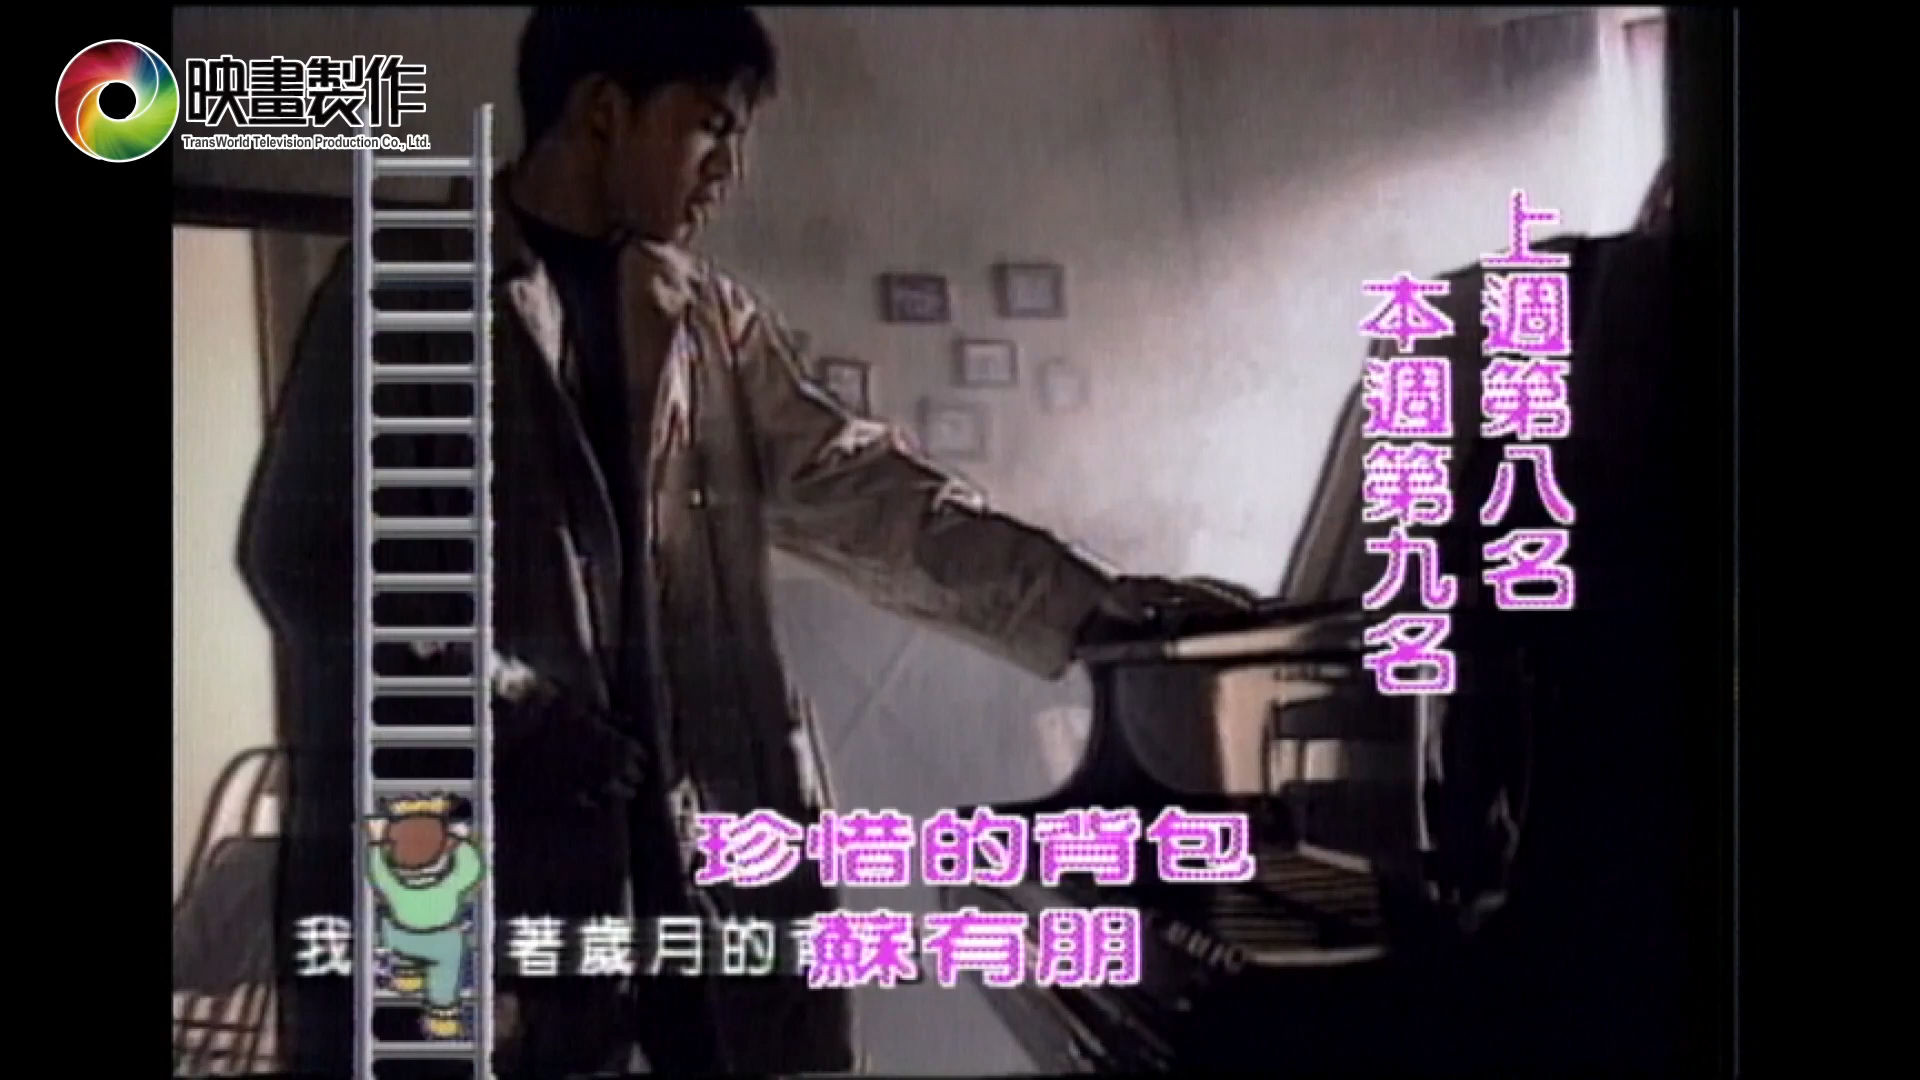 映畫製作
TransWorld Television Production Co., Ltd.
上週第八名
本週第九名
珍惜的背包
蘇有朋
我 著歲月的